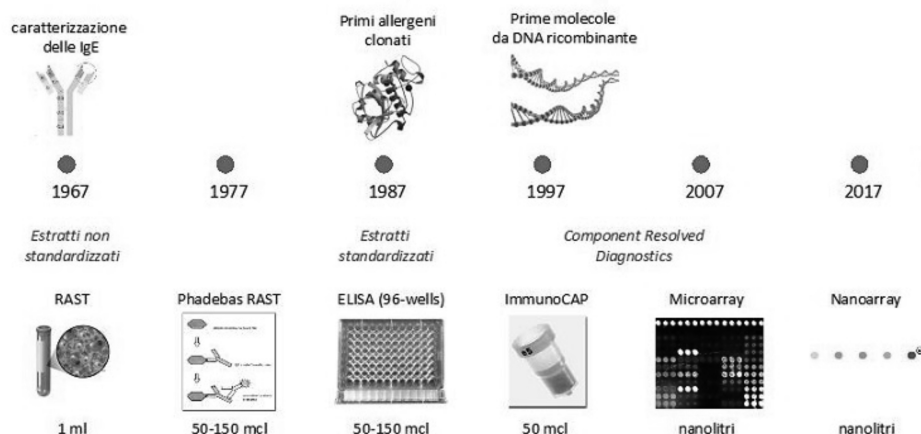 caratterizzazione
delle IgE
Primi allergeni
clonati
Prime molecole
da DNA ricombinante
1967
1977
1987
1997
2007
2017
Estratti non
standardizzati
Estratti
standardizzati
Component Resolved
Diagnostics
RAST
Phadebas RAST
ELISA (96-wells)
ImmunoCAP
Microarray
Nanoarray
1 ml
50-150 mcl
50-150 mcl
50 mcl
nanolitri
nanolitri